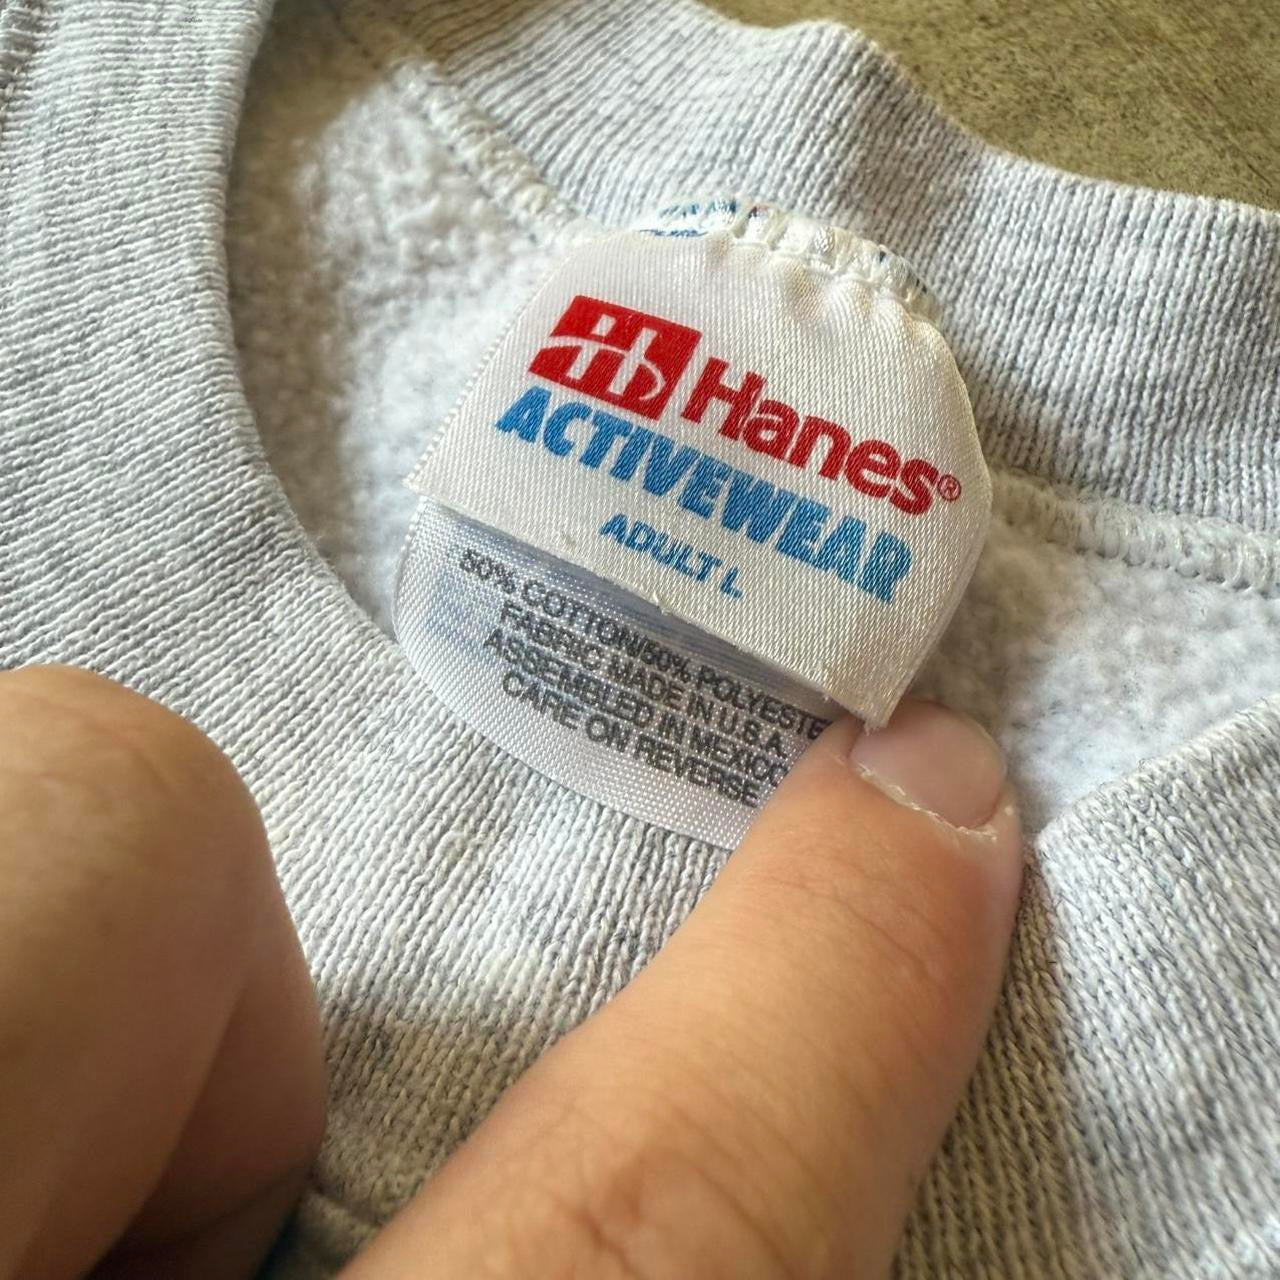 Hanes®
ACTIVEWEAR
ADULT L
50% COTTON/50% POLYESTE
FABRIC MADE IN U.S.A.
ASSEMBLED IN MEXICO
CARE ON REVERSE